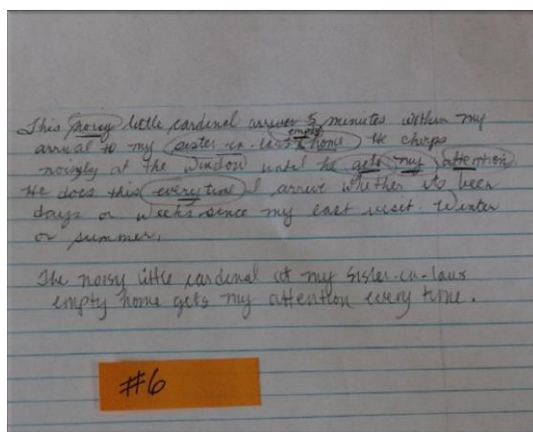 This noisy little cardinal arrives 5 minutes within my
arrival to my sister-in-law's empty home. He chirps
noisily at the window until he gets my attention.
He does this every time I arrive whether its been
days or weeks since my last visit. Winter
or summer.
The noisy little cardinal at my sister-in-laws
empty home gets my attention every time.
#6